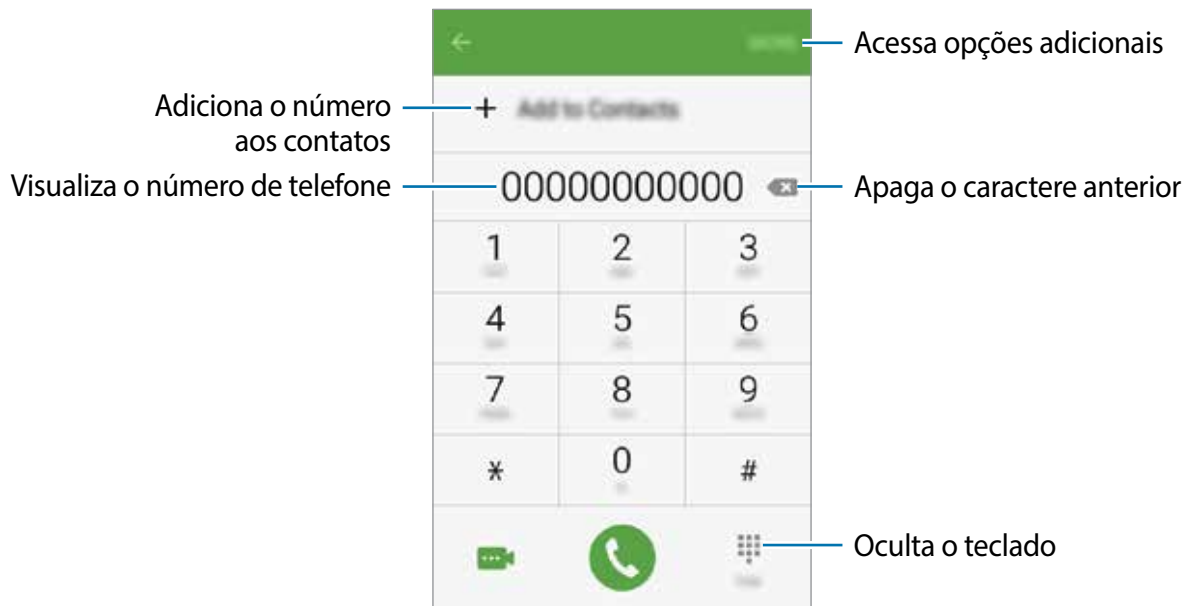 Acessa opções adicionais
Adiciona o número
aos contatos
Add to Contacts
Visualiza o número de telefone
00000000000
Apaga o caractere anterior
1 2 3
4 5 6
7 8 9
* 0 #
Oculta o teclado